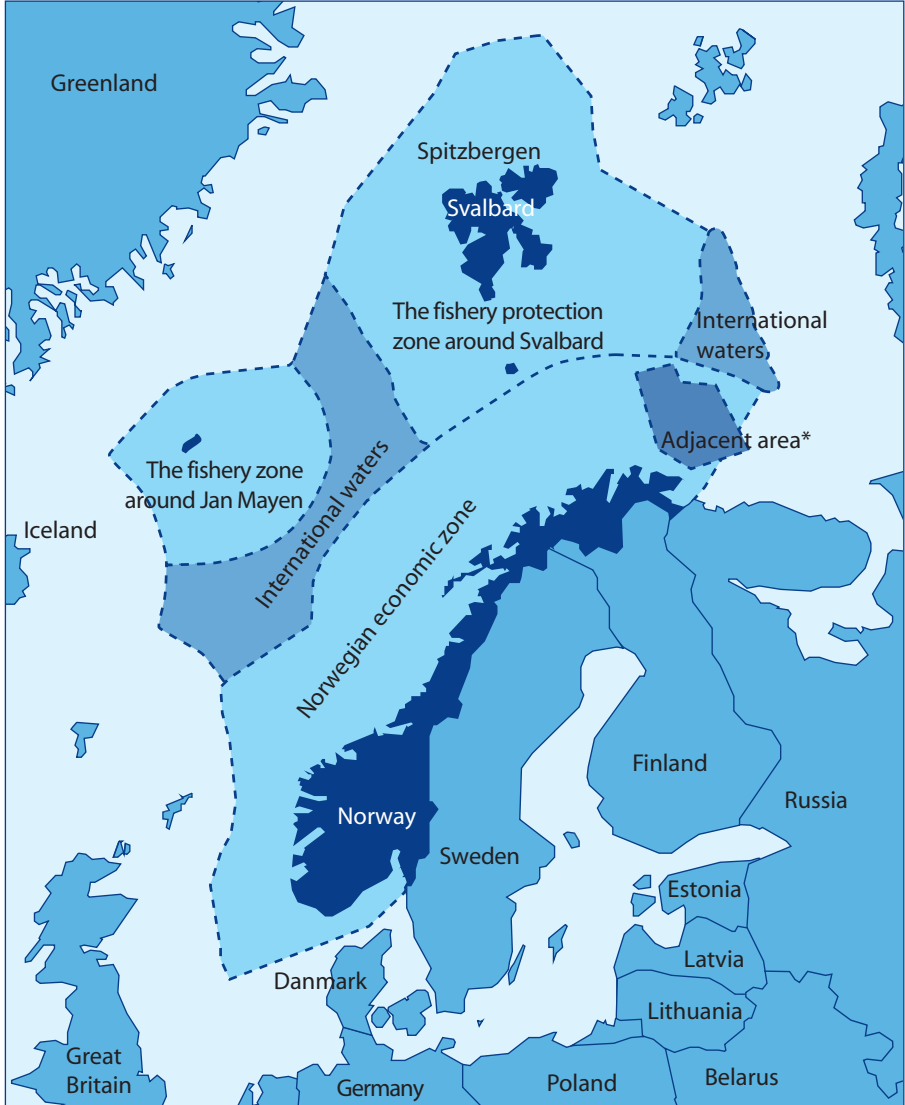 Greenland
Spitzbergen
Svalbard
The fishery protection
zone around Svalbard
International
waters
Adjacent area*
The fishery zone
around Jan Mayen
International waters
Iceland
Norwegian economic zone
Finland
Russia
Norway
Sweden
Estonia
Latvia
Danmark
Lithuania
Great
Britain
Germany
Poland
Belarus